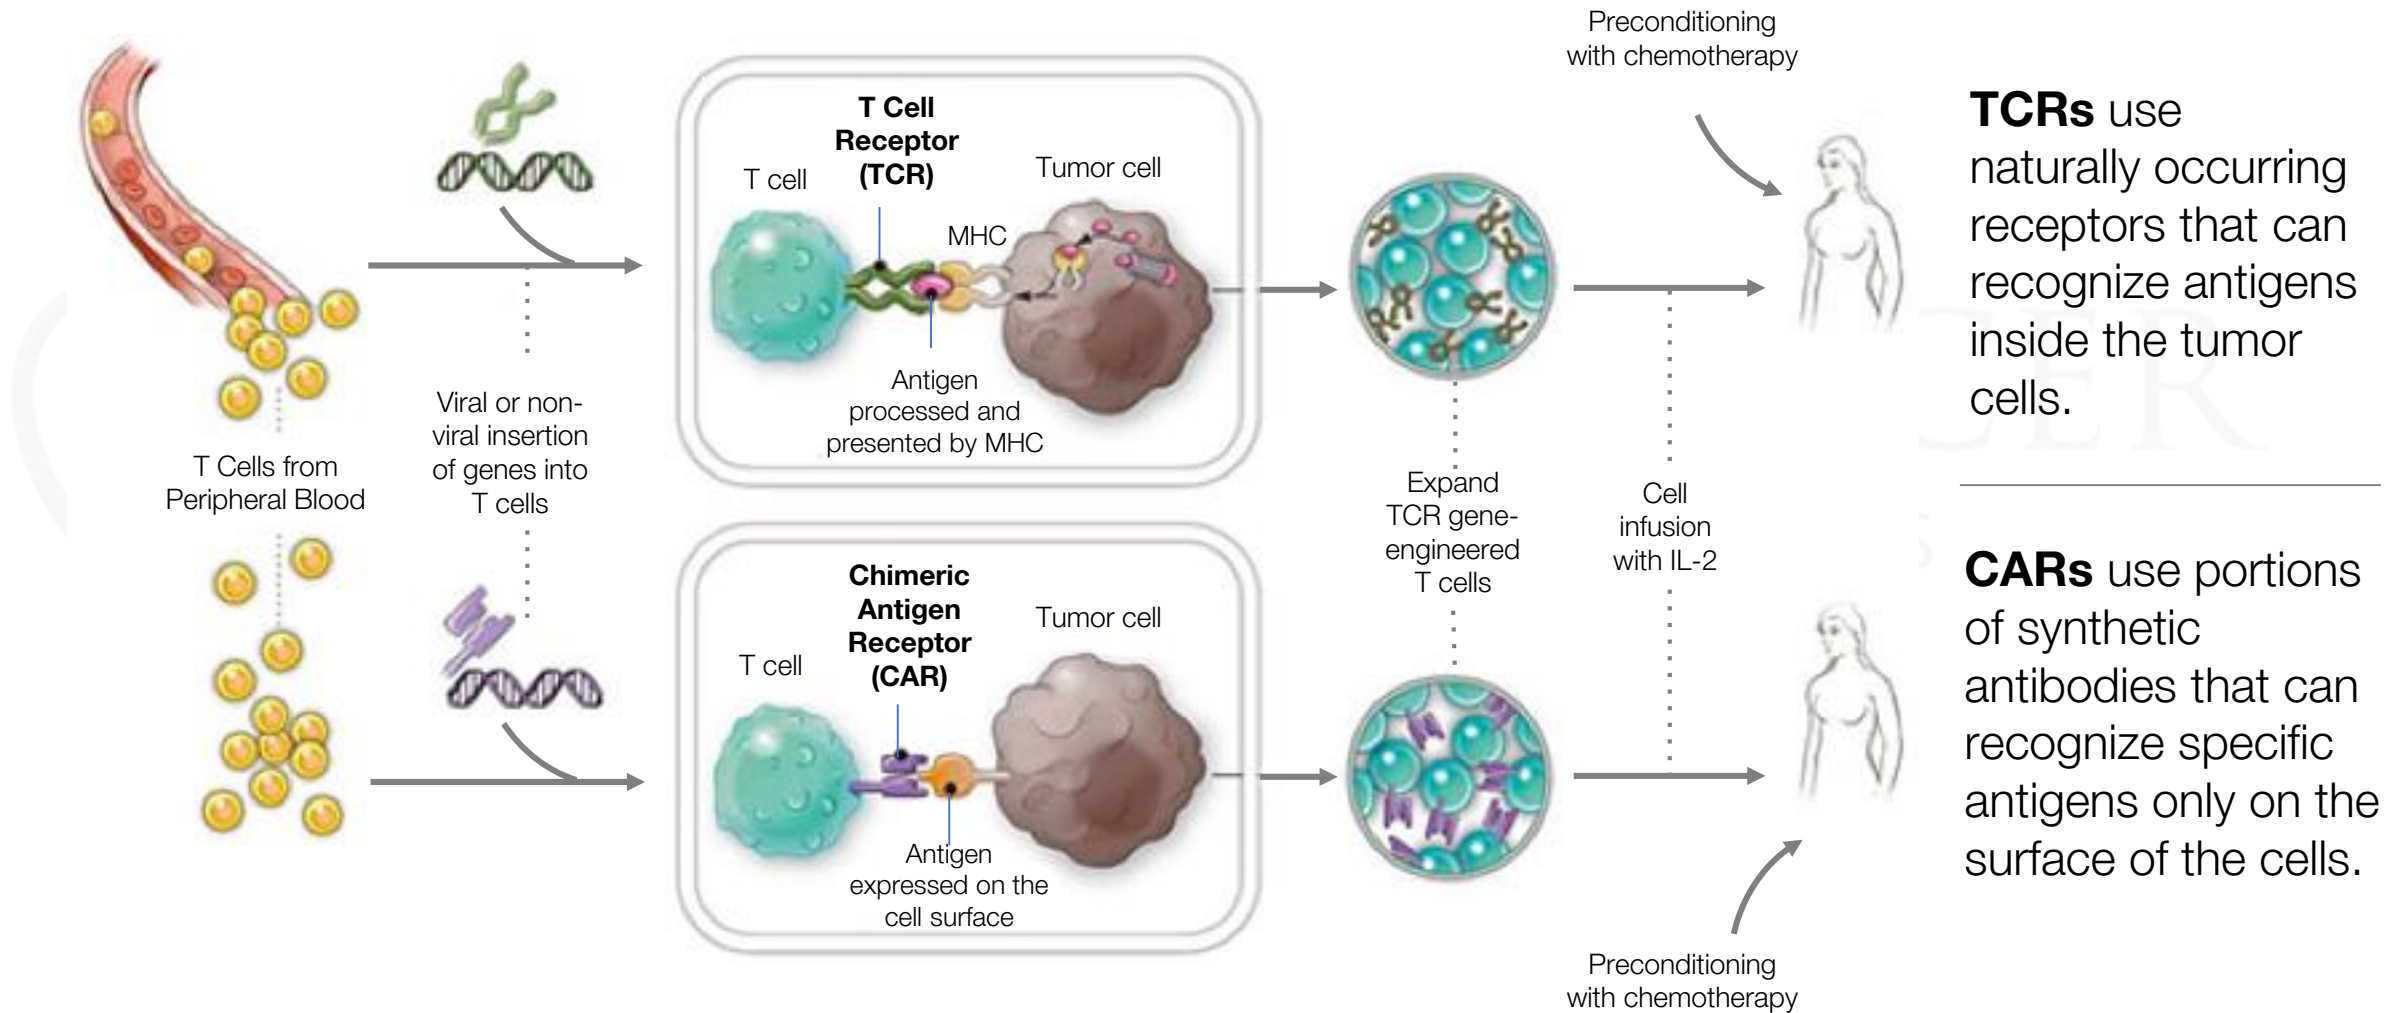 Preconditioning
with chemotherapy
T Cell
Receptor
(TCR)
T cell
Tumor cell
MHC
Antigen
processed and
presented by MHC
TCRs use
naturally occurring
receptors that can
recognize antigens
inside the tumor
cells.
T Cells from
Peripheral Blood
Viral or non-
viral insertion
of genes into
T cells
Expand
TCR gene-
engineered
T cells
Cell
infusion
with IL-2
Chimeric
Antigen
Receptor
(CAR)
T cell
Tumor cell
Antigen
expressed on the
cell surface
CARs use portions
of synthetic
antibodies that can
recognize specific
antigens only on the
surface of the cells.
Preconditioning
with chemotherapy